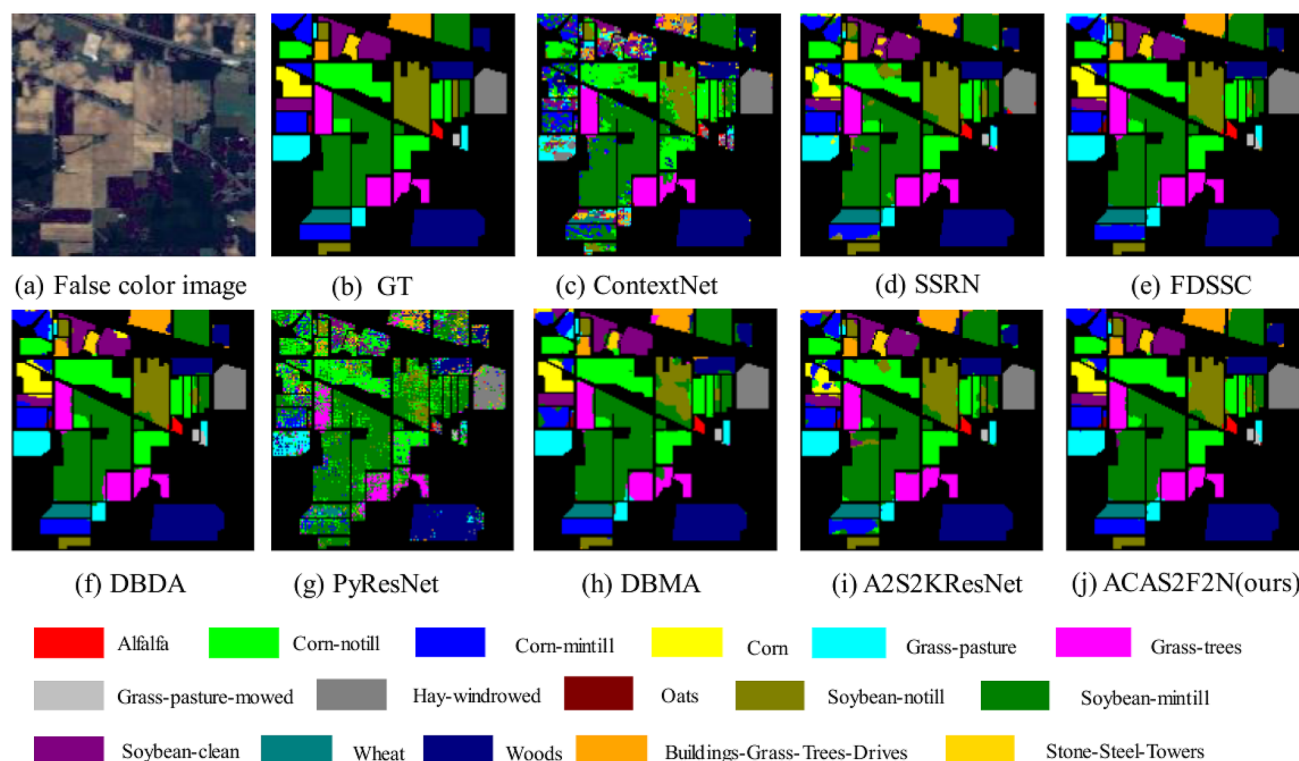 (a) False color image (b) GT (c) ContextNet (d) SSRN (e) FDSSC
(f) DBDA (g) PyResNet (h) DBMA (i) A2S2KResNet (j) ACAS2F2N(ours)
Alfalfa Corn-notill Corn-mintill Corn Grass-pasture Grass-trees
Grass-pasture-mowed Hay-windrowed Oats Soybean-notill Soybean-mintill
Soybean-clean Wheat Woods Buildings-Grass-Trees-Drives Stone-Steel-Towers